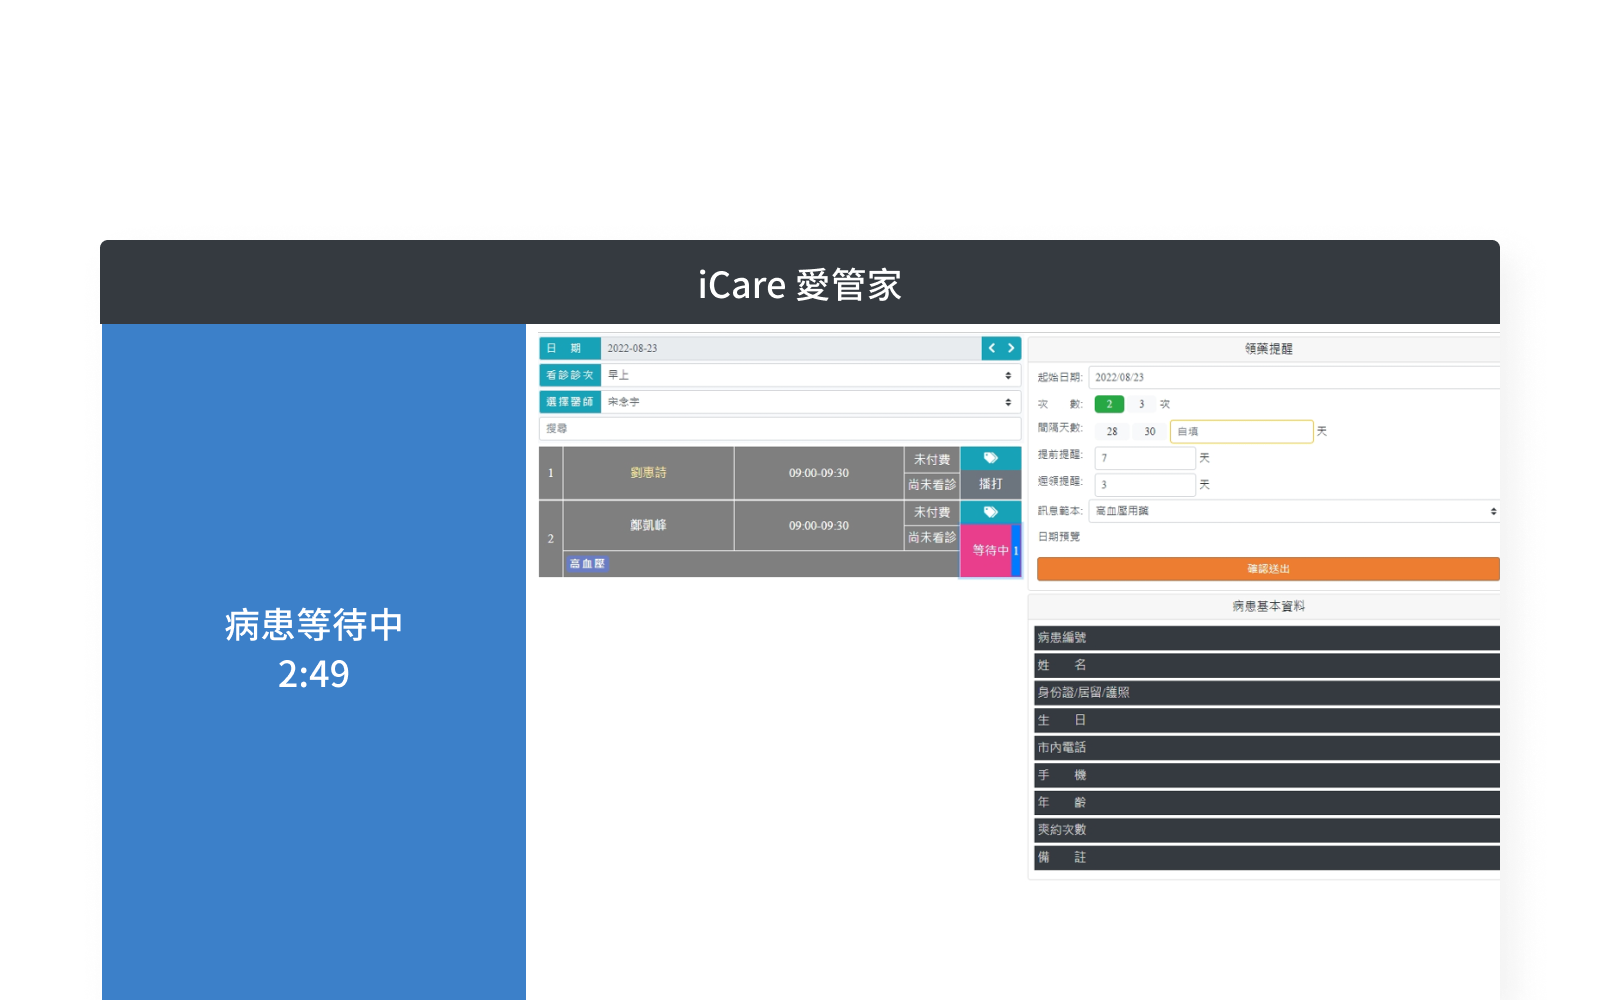 iCare 愛管家
病患等待中
2:49
日 期 2022-08-23
看診診次 早上
選擇醫師 宋念宇
搜尋
1 劉惠詩 09:00-09:30 未付費
尚未看診 播打
2 鄭凱峰 09:00-09:30 未付費
尚未看診 等待中 1
高血壓
領藥提醒
起始日期: 2022/08/23
次 數: 2 3 次
間隔天數: 28 30 自填 天
提前提醒: 7 天
逾領提醒: 3 天
訊息範本: 高血壓用藥
日期預覽
確認送出
病患基本資料
病患編號
姓 名
身份證/居留/護照
生 日
市內電話
手 機
年 齡
爽約次數
備 註